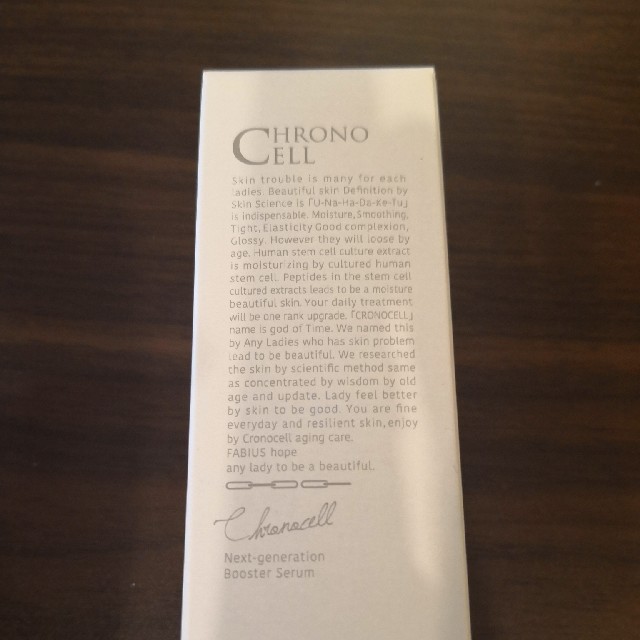 CHRONO
CELL
Skin trouble is many for each
ladies. Beautiful skin Definition by
Skin Science is「U-Na-Ha-Da-Ke-Tu」
is indispensable. Moisture, Smoothing,
Tight, Elasticity Good complexion,
Glossy. However they will loose by
age. Human stem cell culture extract
is moisturizing by cultured human
stem cell. Peptides in the stem cell
cultured extracts leads to be a moisture
beautiful skin. Your daily treatment
will be one rank upgrade.「CRONOCELL」
name is god of Time. We named this
by Any Ladies who has skin problem
lead to be beautiful. We researched
the skin by scientific method same
as concentrated by wisdom by old
age and update. Lady feel better
by skin to be good. You are fine
everyday and resilient skin,enjoy
by Cronocell aging care.
FABIUS hope
any lady to be a beautiful.
Chronocell
Next-generation
Booster Serum